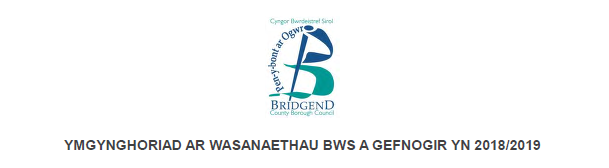 Cyngor Bwrdeistref Sirol
Pen-y-bont ar Ogwr
BRIDGEND
County Borough Council
YMGYNGHORIAD AR WASANAETHAU BWS A GEFNOGIR YN 2018/2019